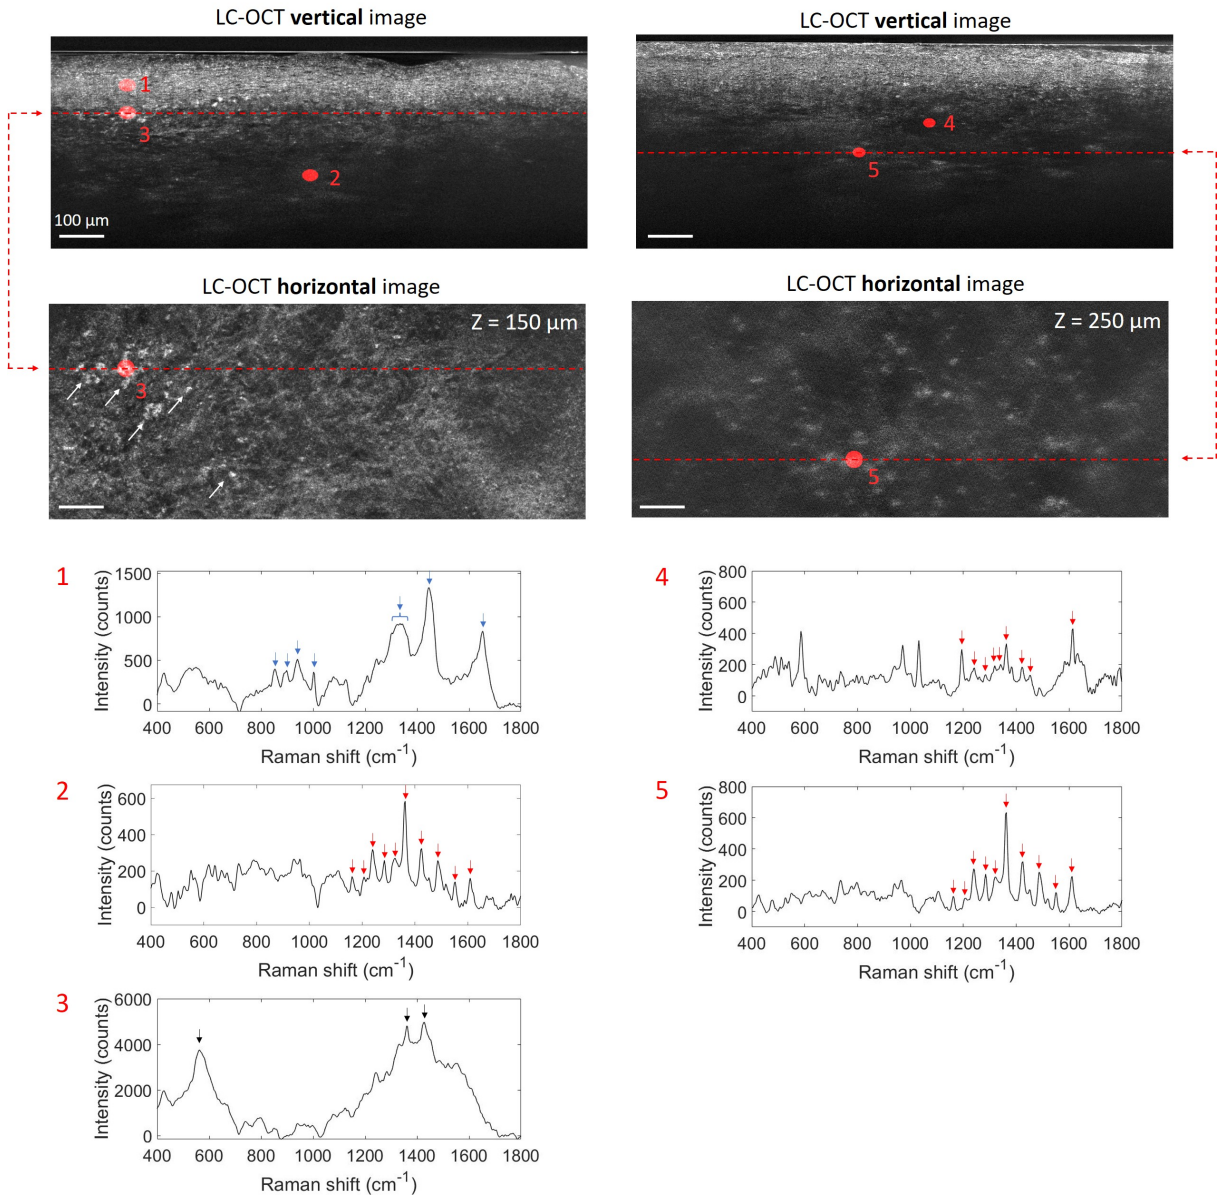 LC-OCT vertical image
LC-OCT vertical image
1
3
2
100 µm
4
5
LC-OCT horizontal image
LC-OCT horizontal image
Z = 150 µm
3
Z = 250 µm
5
1
Intensity (counts)
1500
1000
500
0
400 600 800 1000 1200 1400 1600 1800
Raman shift (cm-1)
4
Intensity (counts)
800
600
400
200
0
400 600 800 1000 1200 1400 1600 1800
Raman shift (cm-1)
2
Intensity (counts)
600
400
200
0
400 600 800 1000 1200 1400 1600 1800
Raman shift (cm-1)
5
Intensity (counts)
800
600
400
200
0
400 600 800 1000 1200 1400 1600 1800
Raman shift (cm-1)
3
Intensity (counts)
6000
4000
2000
0
400 600 800 1000 1200 1400 1600 1800
Raman shift (cm-1)